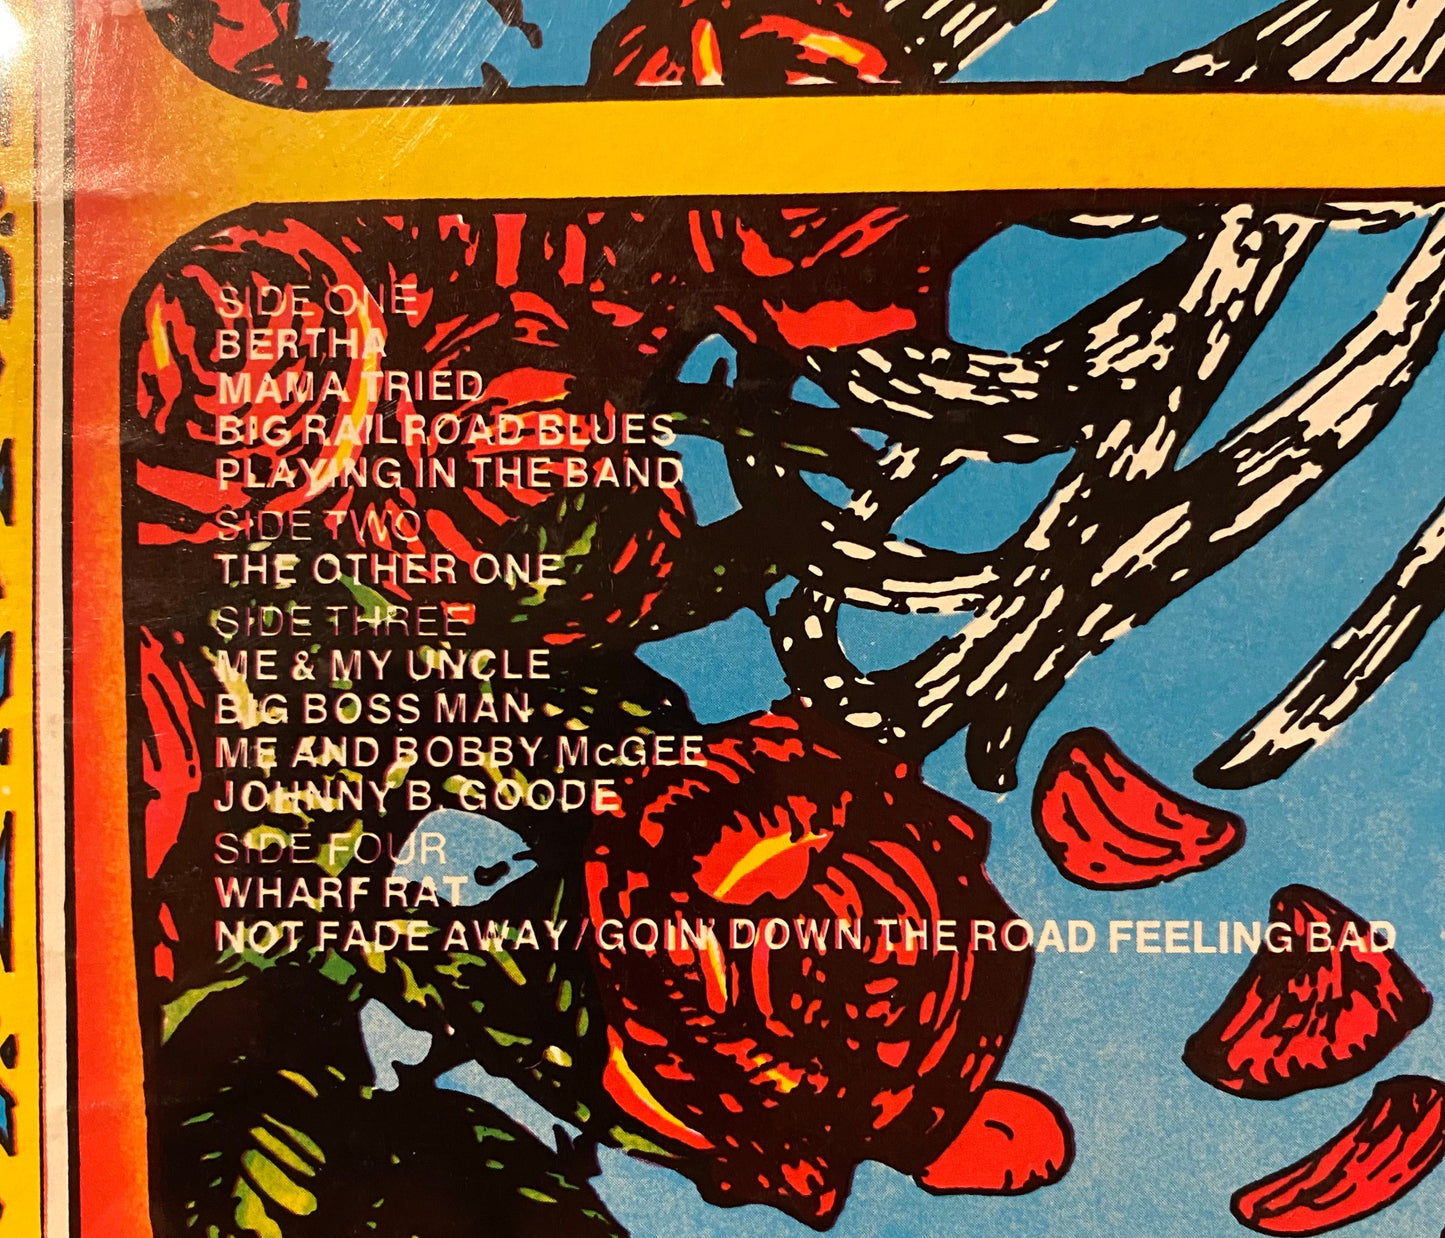 SIDE ONE
BERTHA
MAMA TRIED
BIG RAILROAD BLUES
PLAYING IN THE BAND
SIDE TWO
THE OTHER ONE
SIDE THREE
ME & MY UNCLE
BIG BOSS MAN
ME AND BOBBY McGEE
JOHNNY B. GOODE
SIDE FOUR
WHARF RAT
NOT FADE AWAY/GOIN' DOWN THE ROAD FEELING BAD